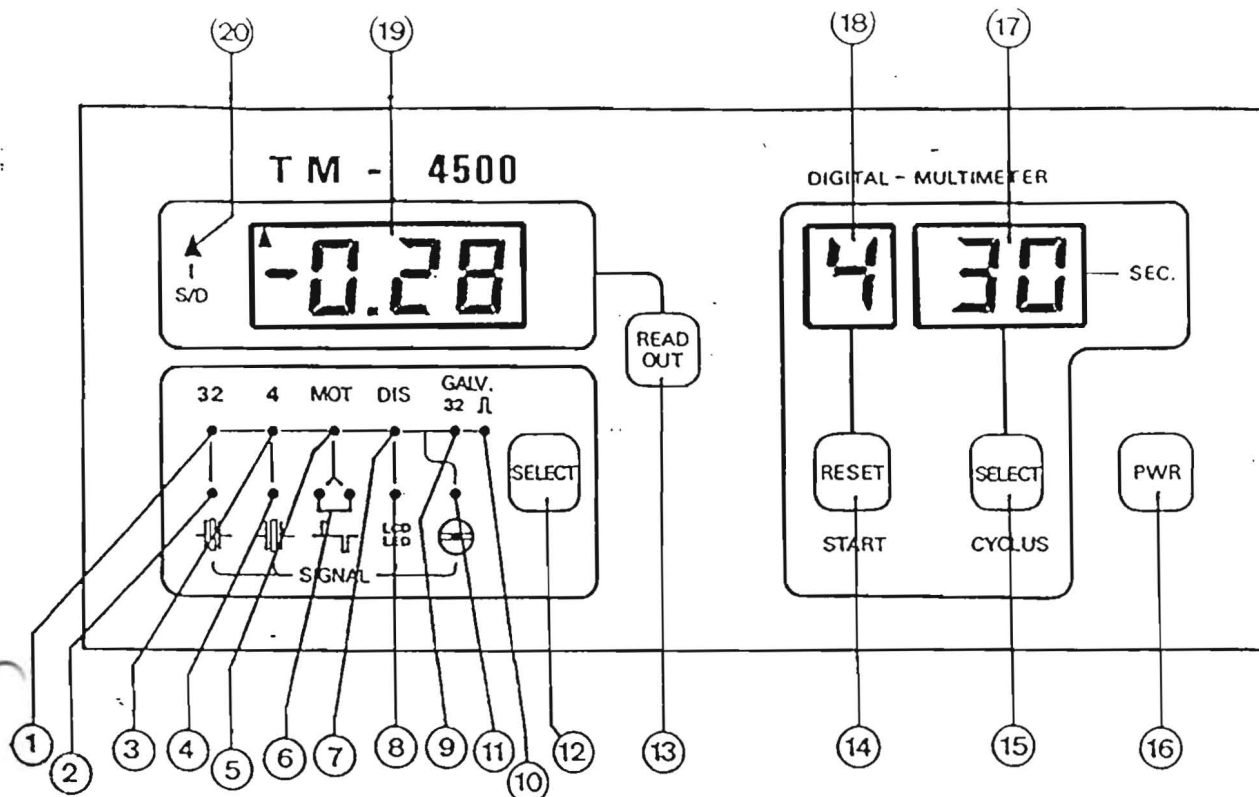 20 19 18 17
TM - 4500
DIGITAL - MULTIMETER
S/D
-0.28
4
30
SEC.
READ
OUT
32 4 MOT DIS GALV.
32
SELECT
RESET
SELECT
PWR
LCD
LED
SIGNAL
START
CYCLUS
1 2 3 4 5 6 7 8 9 11 10 12 13 14 15 16